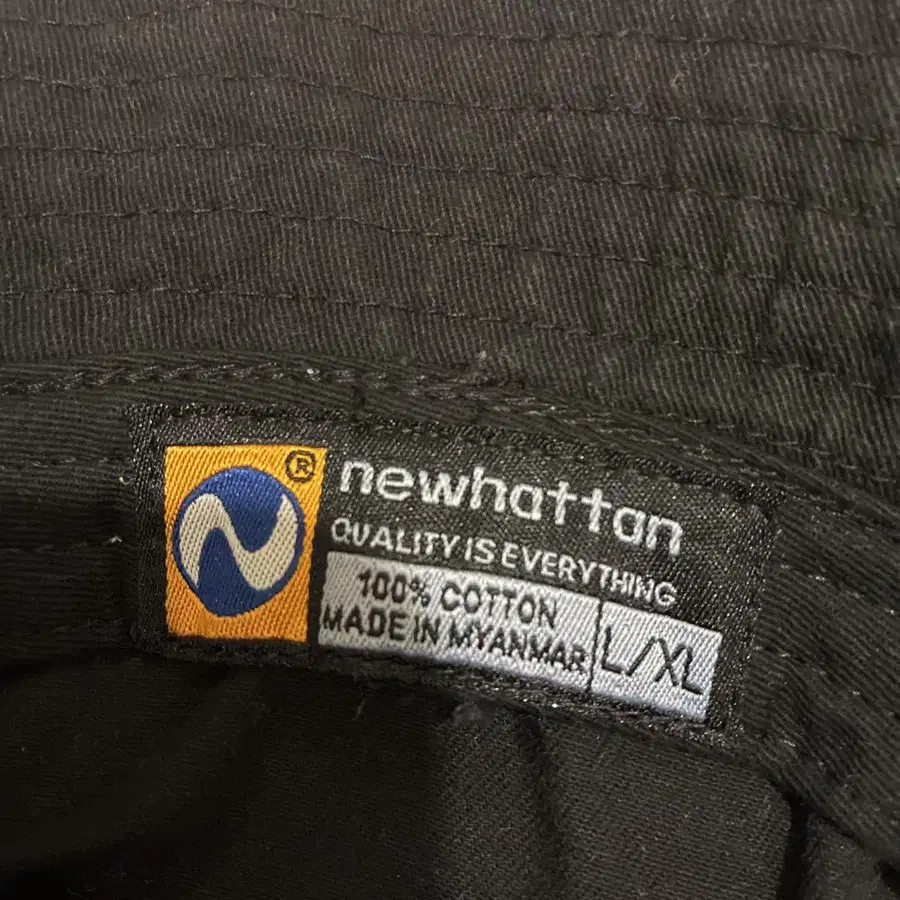 ®
newhattan
QUALITY IS EVERYTHING
100% COTTON
MADE IN MYANMAR
L/XL